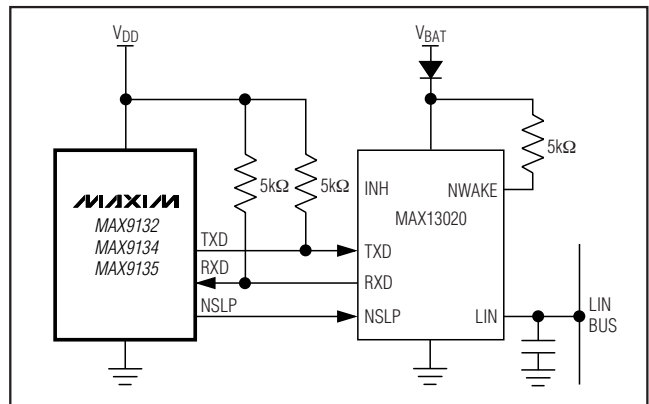 VDD
VBAT
5kΩ
5kΩ
5kΩ
MAXIM
MAX9132
MAX9134
MAX9135
TXD
RXD
NSLP
INH
NWAKE
MAX13020
TXD
RXD
NSLP
LIN
LIN
BUS